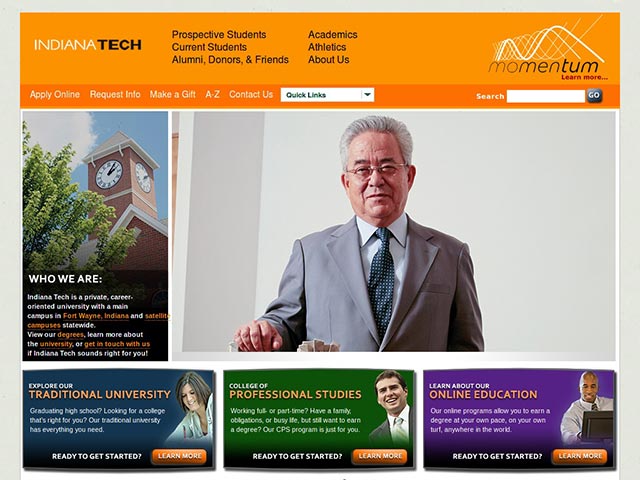 INDIANA TECH
Prospective Students
Current Students
Alumni, Donors, & Friends
Academics
Athletics
About Us
momentum
Learn more...
Apply Online Request Info Make a Gift A-Z Contact Us Quick Links
Search GO
WHO WE ARE:
Indiana Tech is a private, career-
oriented university with a main
campus in Fort Wayne, Indiana and satellite
campuses statewide.
View our degrees, learn more about
the university, or get in touch with us
if Indiana Tech sounds right for you!
EXPLORE OUR
TRADITIONAL UNIVERSITY
Graduating high school? Looking for a college
that's right for you? Our traditional university
has everything you need.
READY TO GET STARTED? LEARN MORE
COLLEGE OF
PROFESSIONAL STUDIES
Working full- or part-time? Have a family,
obligations, or busy life, but still want to earn
a degree? Our CPS program is just for you.
READY TO GET STARTED? LEARN MORE
LEARN ABOUT OUR
ONLINE EDUCATION
Our online programs allow you to earn a
degree at your own pace, on your own
turf, anywhere in the world.
READY TO GET STARTED? LEARN MORE